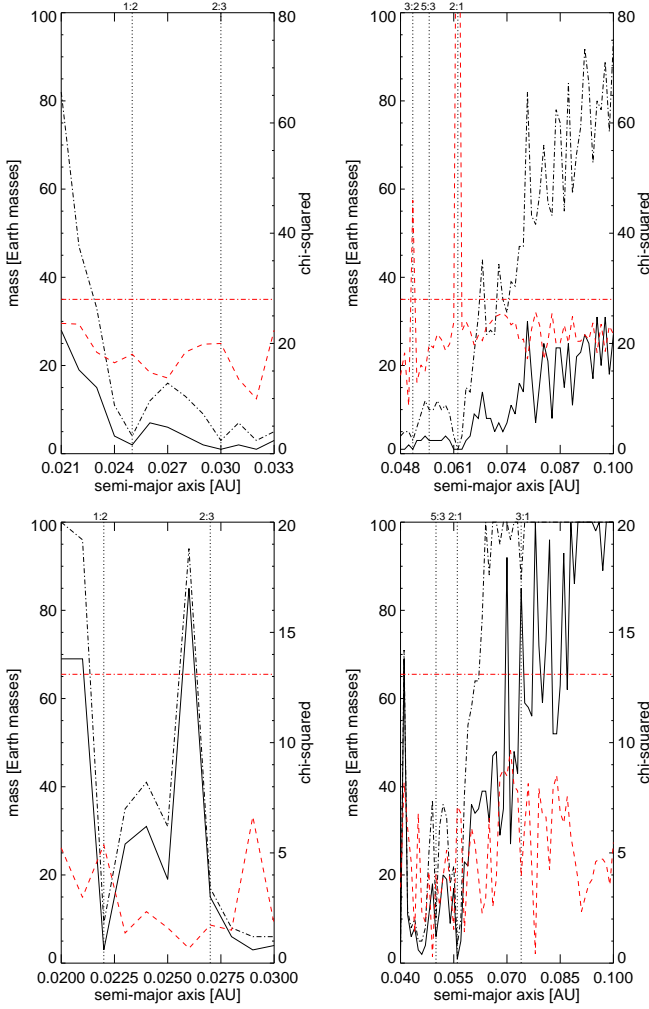 1:2 2:3
100
80
60
40
20
0
mass [Earth masses]
80
60
40
20
0
chi-squared
0.021 0.024 0.027 0.030 0.033
semi-major axis [AU]
3:2 5:3 2:1
100
80
60
40
20
0
mass [Earth masses]
80
60
40
20
0
chi-squared
0.048 0.061 0.074 0.087 0.100
semi-major axis [AU]
1:2 2:3
100
80
60
40
20
0
mass [Earth masses]
20
15
10
5
0
chi-squared
0.0200 0.0225 0.0250 0.0275 0.0300
semi-major axis [AU]
5:3 2:1 3:1
100
80
60
40
20
0
mass [Earth masses]
20
15
10
5
0
chi-squared
0.040 0.055 0.070 0.085 0.100
semi-major axis [AU]